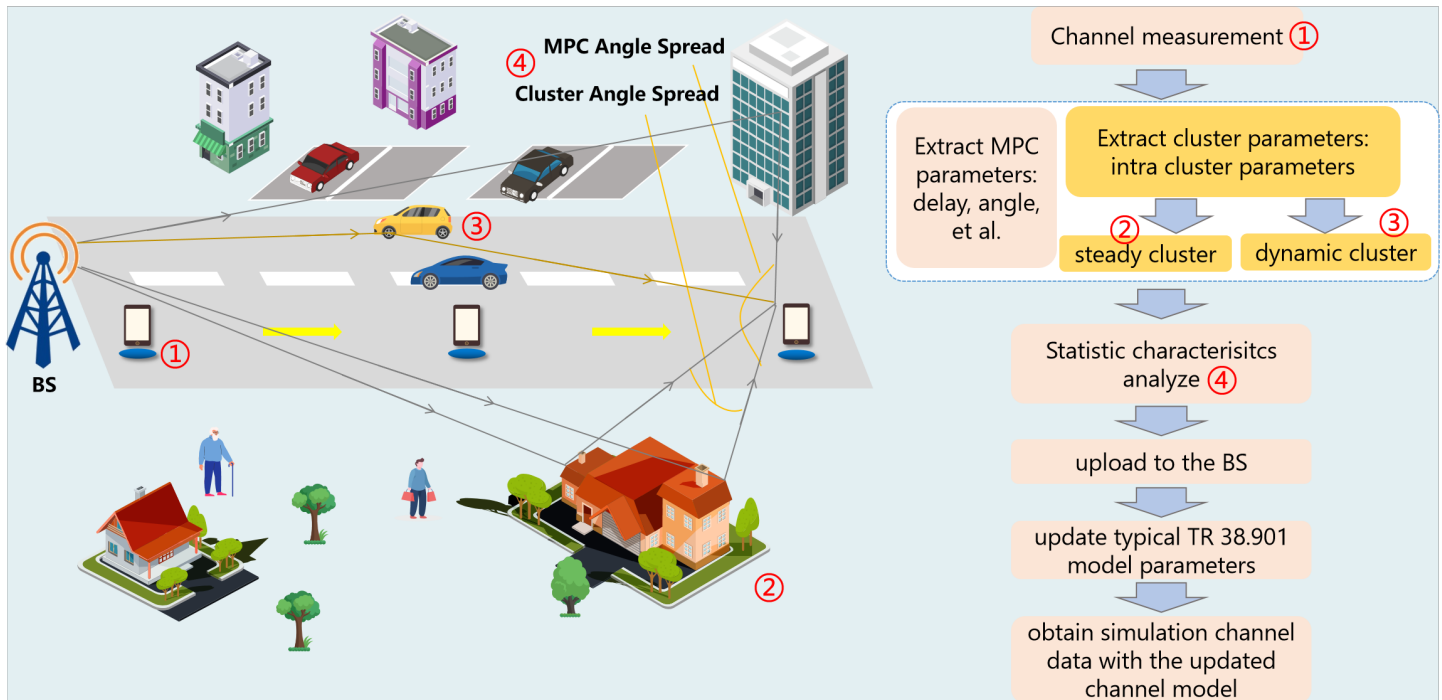 MPC Angle Spread
④
Cluster Angle Spread
③
①
BS
②
Channel measurement ①
Extract MPC
parameters:
delay, angle,
et al.
Extract cluster parameters:
intra cluster parameters
②
steady cluster
③
dynamic cluster
Statistic characterisitcs
analyze ④
upload to the BS
update typical TR 38.901
model parameters
obtain simulation channel
data with the updated
channel model